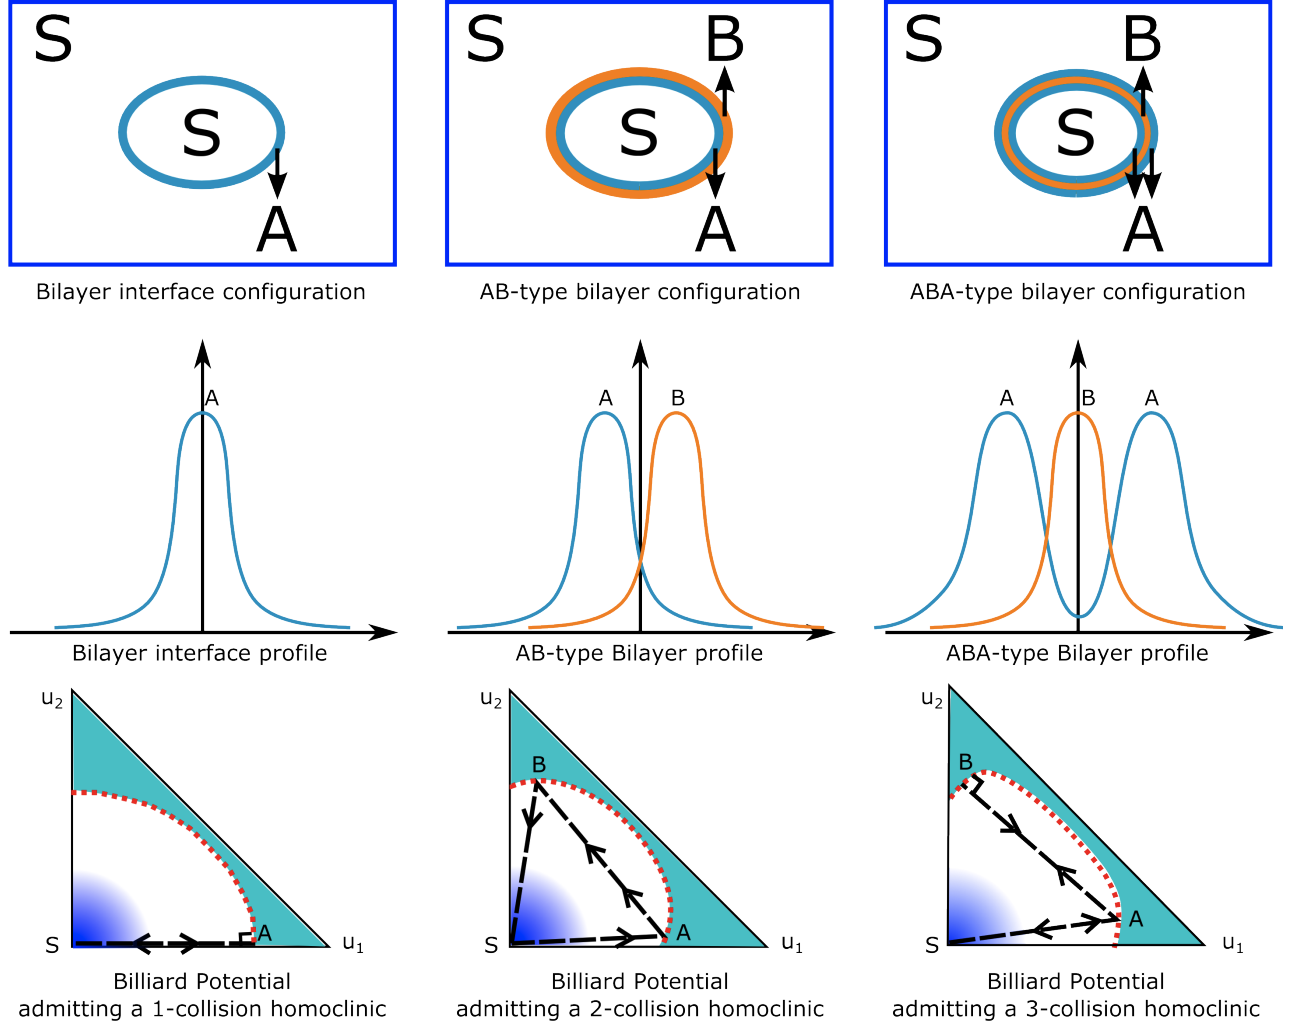 S S B S B
S S S
A A A
Bilayer interface configuration AB-type bilayer configuration ABA-type bilayer configuration
A A B A B A
Bilayer interface profile AB-type Bilayer profile ABA-type Bilayer profile
u₂ u₂ u₂
B B
A A A
S u₁ S u₁ S u₁
Billiard Potential Billiard Potential Billiard Potential
admitting a 1-collision homoclinic admitting a 2-collision homoclinic admitting a 3-collision homoclinic